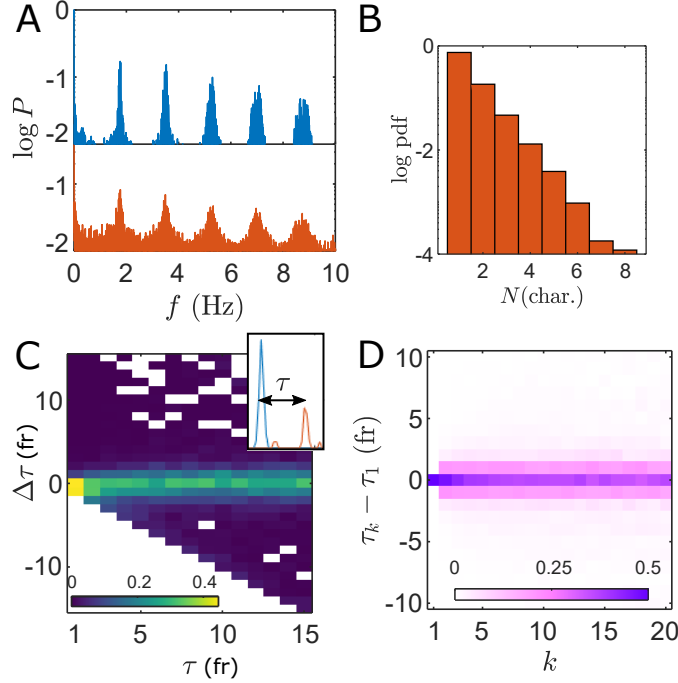 A
B
0
-1
-2
-1
-2
log P
0 2 4 6 8 10
f (Hz)
0
-2
-4
log pdf
2 4 6 8
N(char.)
C
D
10
0
-10
Δτ (fr)
τ
0 0.2 0.4
1 5 10 15
τ (fr)
10
5
0
-5
-10
τk − τ1 (fr)
0 0.25 0.5
1 5 10 15 20
k